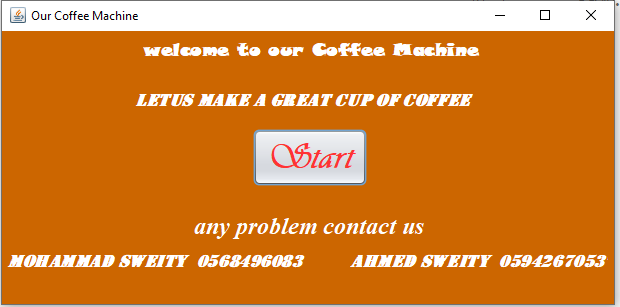 Our Coffee Machine
welcome to our Coffee Machine
LETUS MAKE A GREAT CUP OF COFFEE
Start
any problem contact us
MOHAMMAD SWEITY 0568496083 AHMED SWEITY 0594267053